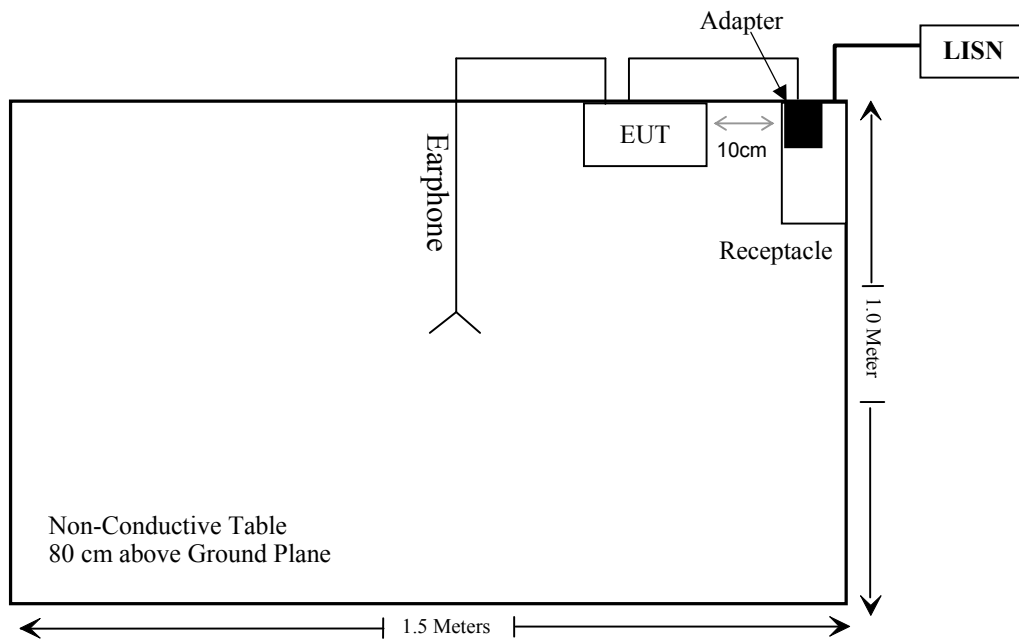 Adapter
LISN
EUT
10cm
Earphone
Receptacle
1.0 Meter
Non-Conductive Table
80 cm above Ground Plane
1.5 Meters